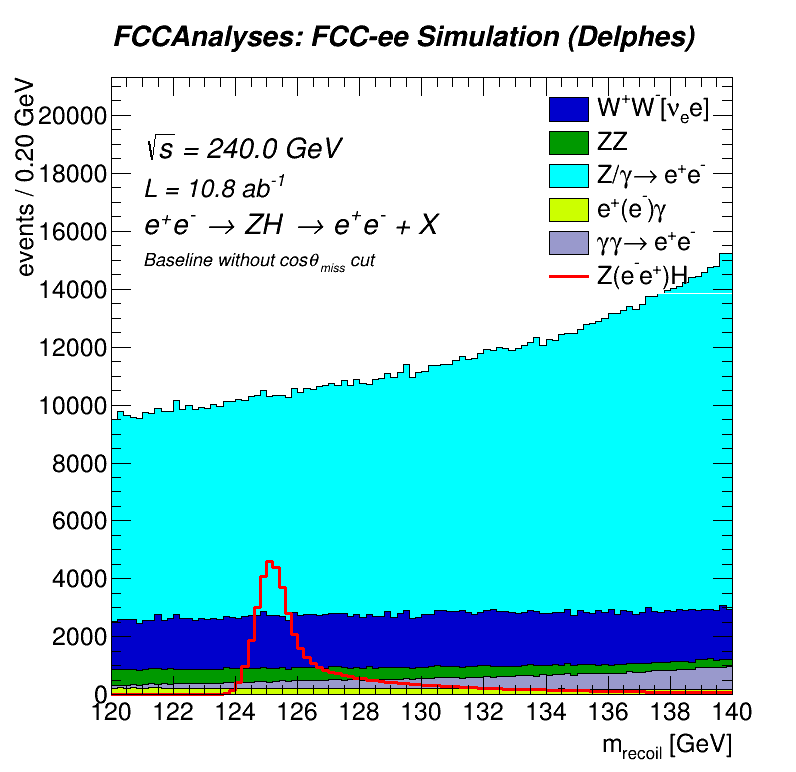 FCCAnalyses: FCC-ee Simulation (Delphes)
events / 0.20 GeV
√s = 240.0 GeV
L = 10.8 ab⁻¹
e⁺e⁻ → ZH → e⁺e⁻ + X
Baseline without cosθ_miss cut
W⁺W⁻[ν_e e]
ZZ
Z/γ→ e⁺e⁻
e⁺(e⁻)γ
γγ→ e⁺e⁻
Z(e⁻e⁺)H
20000
18000
16000
14000
12000
10000
8000
6000
4000
2000
0
120 122 124 126 128 130 132 134 136 138 140
m_recoil [GeV]